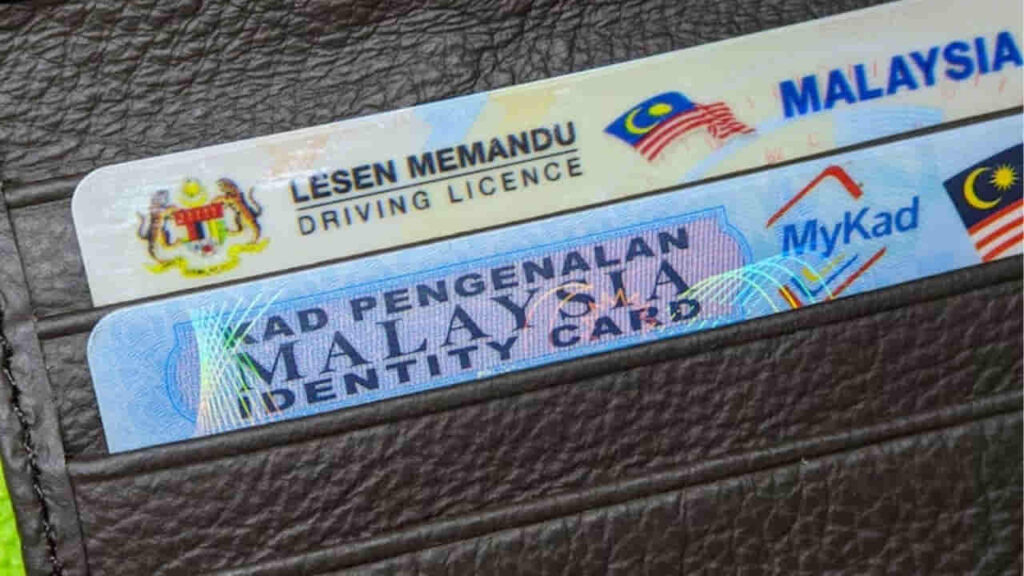 LESEN MEMANDU
DRIVING LICENCE
MALAYSIA
KAD PENGENALAN
MALAYSIA
IDENTITY CARD
MyKad